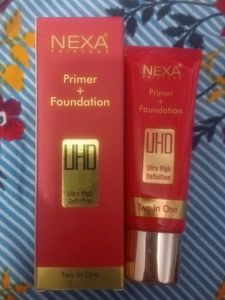 NEXA®
Primer
+
Foundation
UHD
Ultra High
Definition
Two In One
NEXA®
Primer
+
Foundation
UHD
Ultra High
Definition
Two In One